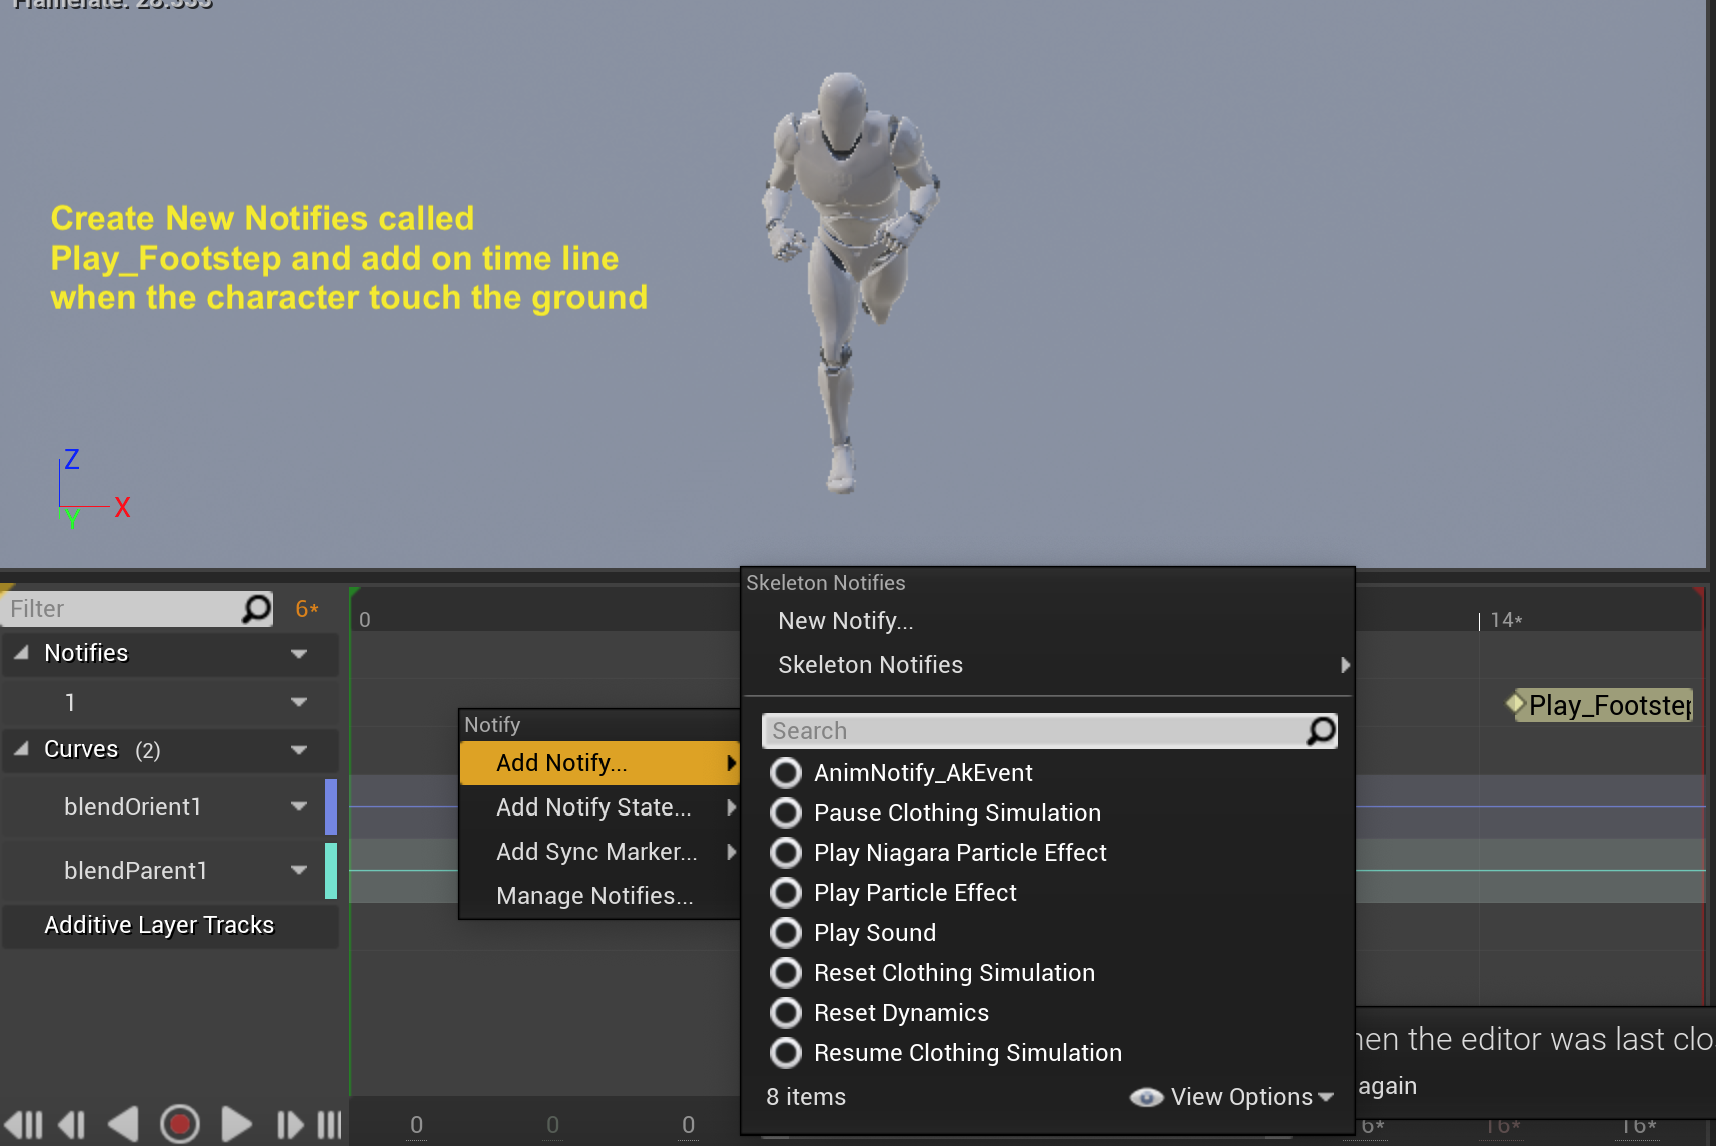 Framerate: 28.333
Create New Notifies called
Play_Footstep and add on time line
when the character touch the ground
Z
X
Y
Filter
6*
0
14*
Notifies
1
Play_Footstep
Curves (2)
blendOrient1
blendParent1
Additive Layer Tracks
Notify
Add Notify...
Add Notify State...
Add Sync Marker...
Manage Notifies...
Skeleton Notifies
New Notify...
Skeleton Notifies
Search
AnimNotify_AkEvent
Pause Clothing Simulation
Play Niagara Particle Effect
Play Particle Effect
Play Sound
Reset Clothing Simulation
Reset Dynamics
Resume Clothing Simulation
8 items
View Options
the editor was last
again
0
0
0
6*
16*
16*